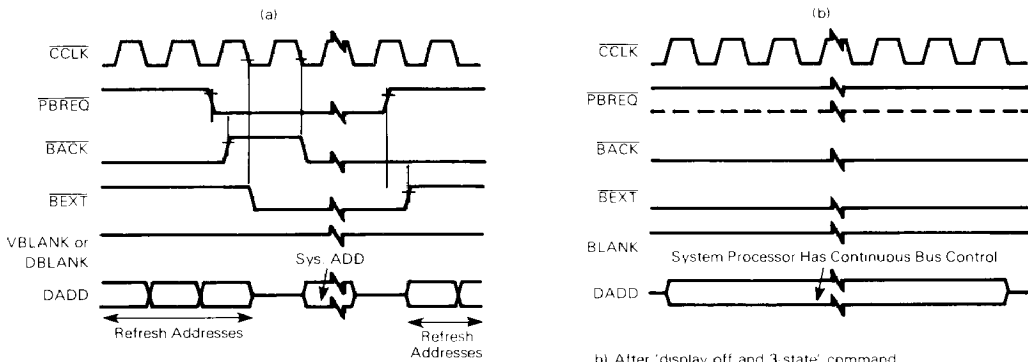 (a)
CCLK
PBREQ
BACK
BEXT
VBLANK or
DBLANK
Sys. ADD
DADD
Refresh Addresses
Refresh
Addresses
(b)
CCLK
PBREQ
BACK
BEXT
BLANK
System Processor Has Continuous Bus Control
DADD
b) After 'display off and 3-state' command